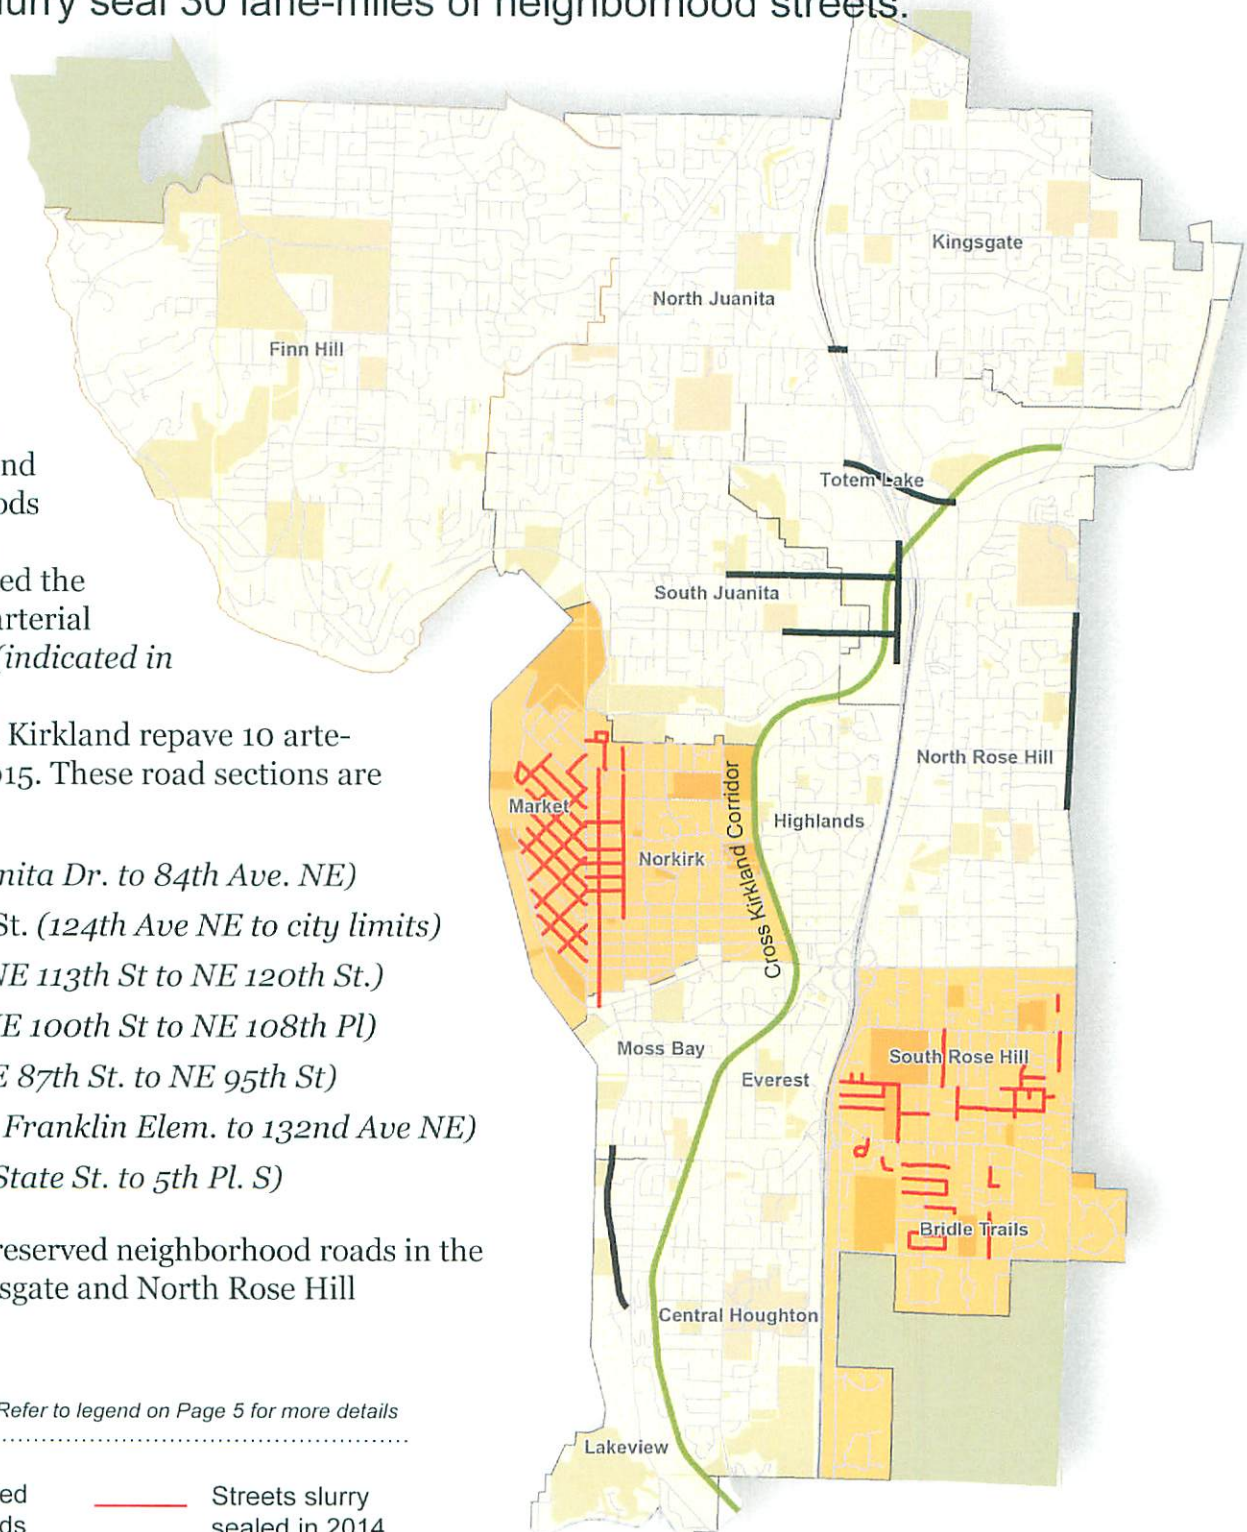 lurry seal 30 lane-miles of neighborhood streets.
Kingsgate
North Juanita
Finn Hill
nd
ods
Totem Lake
ed the
South Juanita
arterial
(indicated in
Kirkland repave 10 arte-
015. These road sections are
North Rose Hill
Market
Highlands
Cross Kirkland Corridor
Norkirk
nita Dr. to 84th Ave. NE)
St. (124th Ave NE to city limits)
NE 113th St to NE 120th St.)
E 100th St to NE 108th Pl)
Moss Bay
South Rose Hill
Everest
E 87th St. to NE 95th St)
Franklin Elem. to 132nd Ave NE)
State St. to 5th Pl. S)
Bridle Trails
reserved neighborhood roads in the
sgate and North Rose Hill
Central Houghton
Refer to legend on Page 5 for more details
Lakeview
ed
ds
Streets slurry
sealed in 2014